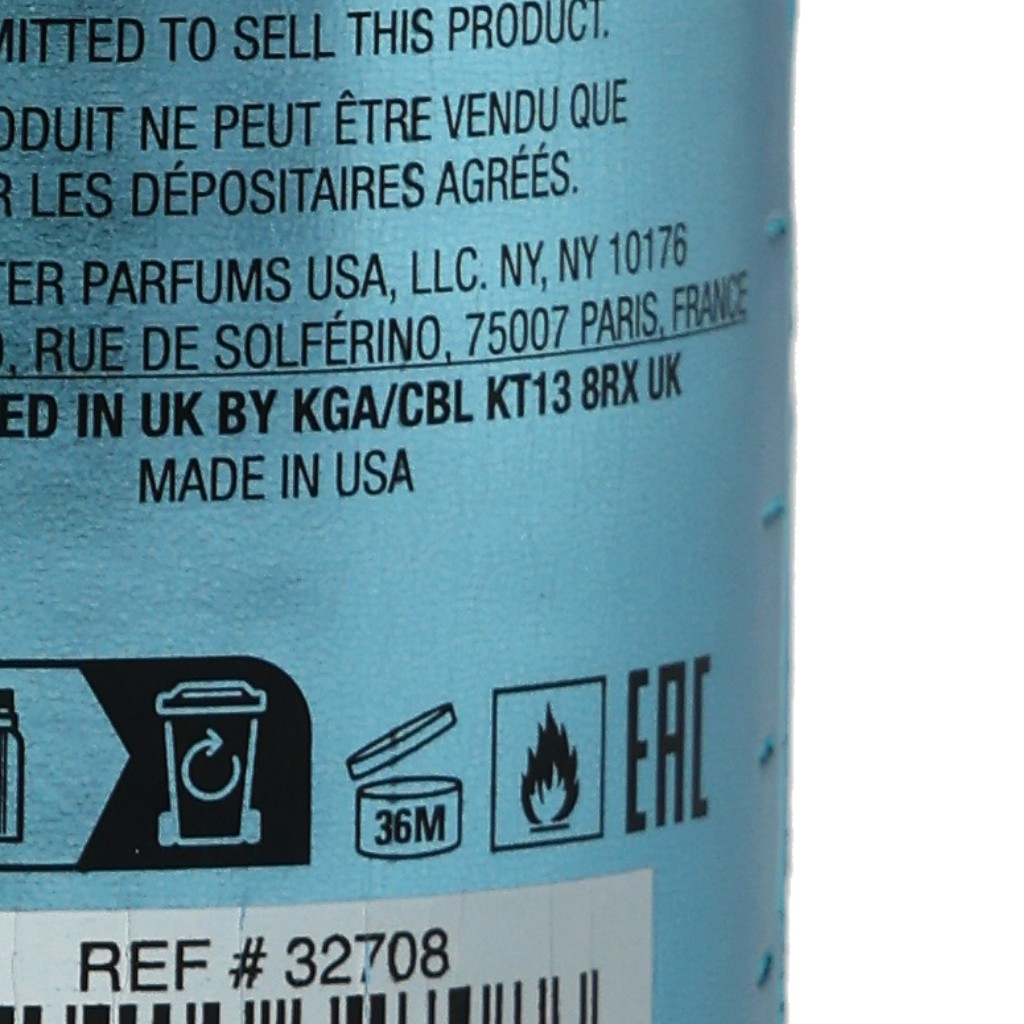 MITTED TO SELL THIS PRODUCT.
ODUIT NE PEUT ÊTRE VENDU QUE
R LES DÉPOSITAIRES AGRÉÉS.
TER PARFUMS USA, LLC. NY, NY 10176
, RUE DE SOLFÉRINO, 75007 PARIS, FRANCE
ED IN UK BY KGA/CBL KT13 8RX UK
MADE IN USA
36M
EAC
REF # 32708